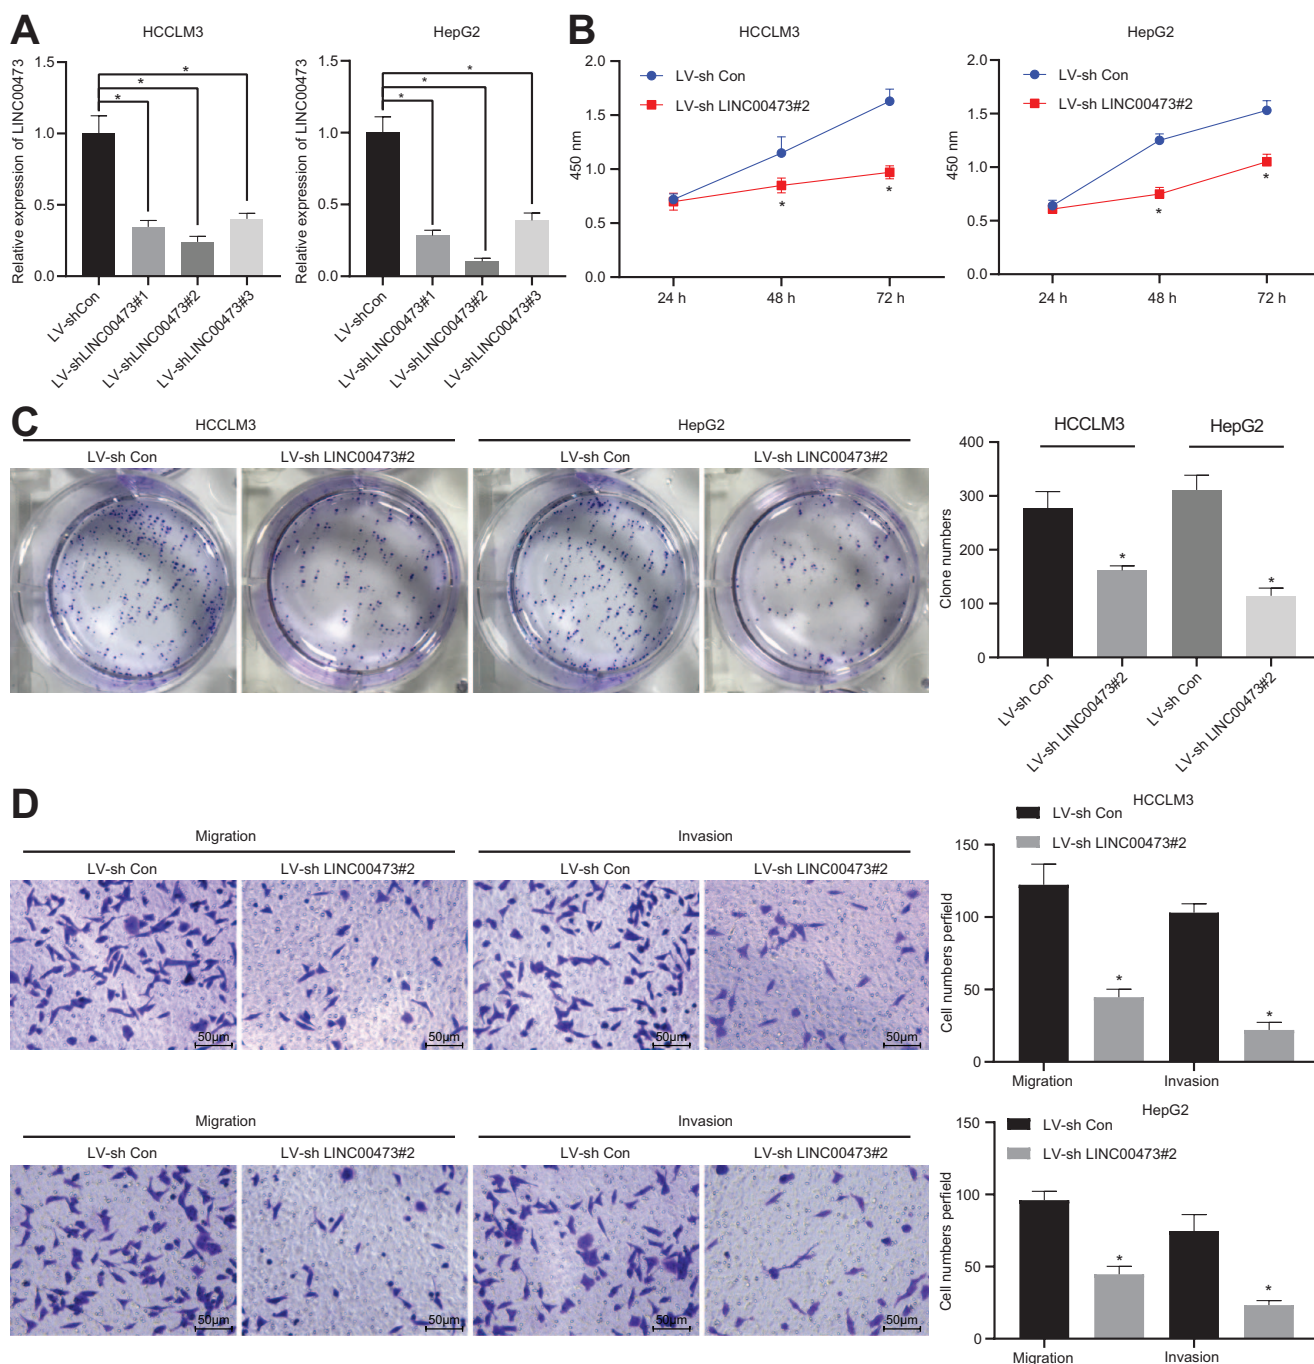 A
HCCLM3
Relative expression of LINC00473
1.5
1.0
0.5
0.0
*
*
*
LV-shCon
LV-shLINC00473#1
LV-shLINC00473#2
LV-shLINC00473#3
HepG2
Relative expression of LINC00473
1.5
1.0
0.5
0.0
*
*
*
LV-shCon
LV-shLINC00473#1
LV-shLINC00473#2
LV-shLINC00473#3
B
HCCLM3
LV-sh Con
LV-sh LINC00473#2
450 nm
2.0
1.5
1.0
0.5
0.0
*
*
24 h
48 h
72 h
HepG2
LV-sh Con
LV-sh LINC00473#2
450 nm
2.0
1.5
1.0
0.5
0.0
*
*
24 h
48 h
72 h
C
HCCLM3
HepG2
LV-sh Con
LV-sh LINC00473#2
LV-sh Con
LV-sh LINC00473#2
HCCLM3
HepG2
Clone numbers
400
300
200
100
0
*
*
LV-sh Con
LV-sh LINC00473#2
LV-sh Con
LV-sh LINC00473#2
D
Migration
Invasion
LV-sh Con
LV-sh LINC00473#2
LV-sh Con
LV-sh LINC00473#2
50μm
50μm
50μm
50μm
HCCLM3
LV-sh Con
LV-sh LINC00473#2
Cell numbers perfield
150
100
50
0
*
*
Migration
Invasion
Migration
Invasion
LV-sh Con
LV-sh LINC00473#2
LV-sh Con
LV-sh LINC00473#2
50μm
50μm
50μm
50μm
HepG2
LV-sh Con
LV-sh LINC00473#2
Cell numbers perfield
150
100
50
0
*
*
Migration
Invasion